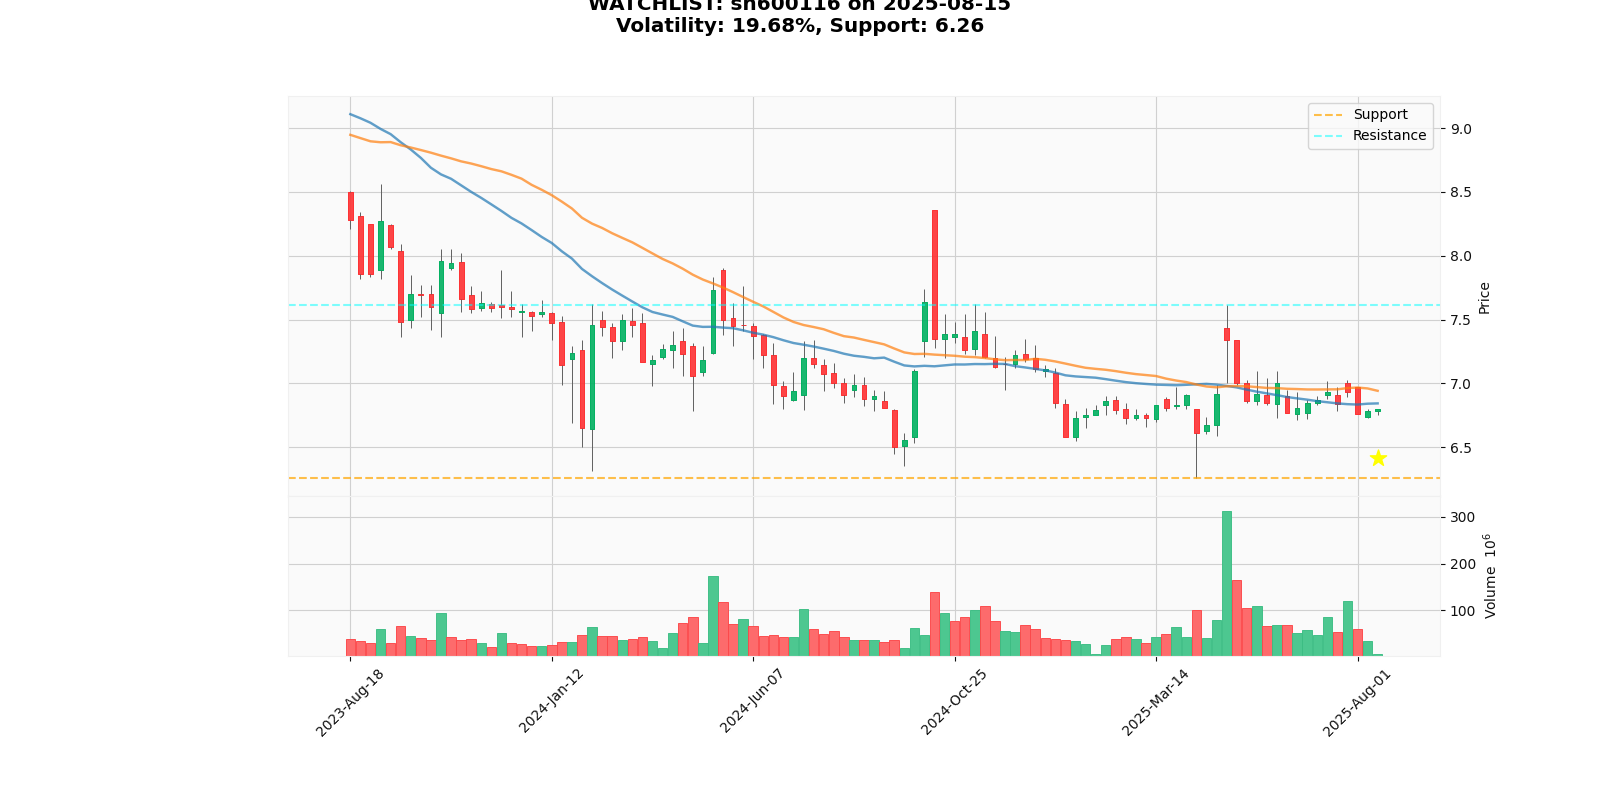 WATCHLIST: sh600116 on 2025-08-15
Volatility: 19.68%, Support: 6.26
Support
Resistance
9.0
8.5
8.0
7.5
7.0
6.5
Price
300
200
100
Volume 10⁶
2023-Aug-18
2024-Jan-12
2024-Jun-07
2024-Oct-25
2025-Mar-14
2025-Aug-01